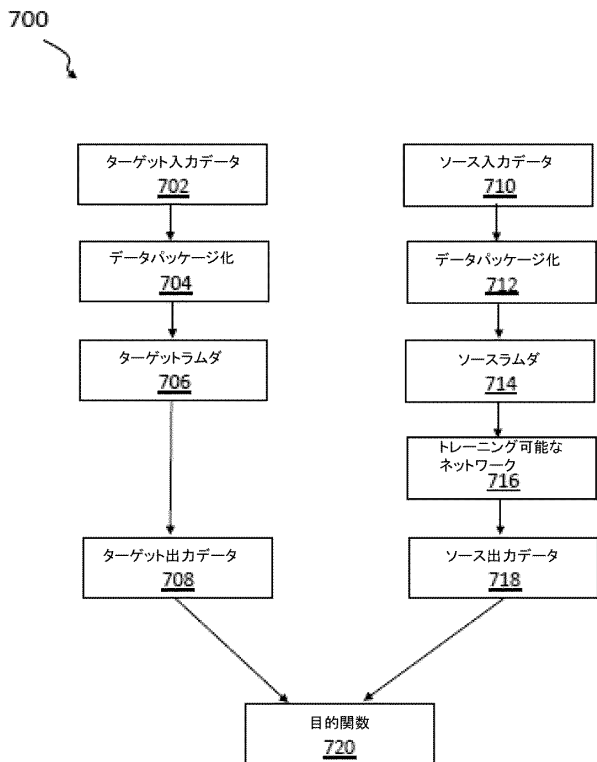 700
ターゲット入力データ
702
データパッケージ化
704
ターゲットラムダ
706
ターゲット出力データ
708
ソース入力データ
710
データパッケージ化
712
ソースラムダ
714
トレーニング可能な
ネットワーク
716
ソース出力データ
718
目的関数
720